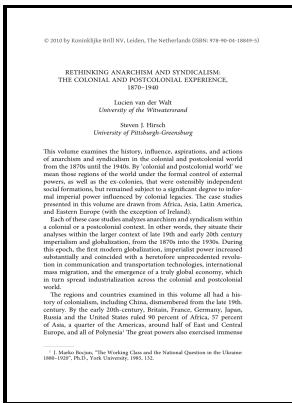 © 2010 by Koninklijke Brill NV, Leiden, The Netherlands (ISBN: 978-90-04-18849-5)
RETHINKING ANARCHISM AND SYNDICALISM:
THE COLONIAL AND POSTCOLONIAL EXPERIENCE,
1870–1940
Lucien van der Walt
University of the Witwatersrand
Steven J. Hirsch
University of Pittsburgh-Greensburg
This volume examines the history, influence, aspirations, and actions
of anarchism and syndicalism in the colonial and postcolonial world
from the 1870s until the 1940s. By 'colonial and postcolonial world' we
mean those regions of the world under the formal control of external
powers, as well as the ex-colonies, that were ostensibly independent
social formations, but remained subject to a significant degree to infor-
mal imperial power influenced by colonial legacies. The case studies
presented in this volume are drawn from Africa, Asia, Latin America,
and Eastern Europe (with the exception of Ireland).
Each of these case studies analyzes anarchism and syndicalism within
a colonial or a postcolonial context. In other words, they situate their
analyses within the larger context of late 19th and early 20th century
imperialism and globalization, from the 1870s into the 1930s. During
this epoch, the first modern globalization, imperialist power increased
substantially and coincided with a heretofore unprecedented revolu-
tion in communication and transportation technologies, international
mass migration, and the emergence of a truly global economy, which
in turn spread industrialization across the colonial and postcolonial
world.
The regions and countries examined in this volume all had a his-
tory of colonialism, including China, dismembered from the late 19th.
century. By the early 20th-century, Britain, France, Germany, Japan,
Russia and the United States ruled 90 percent of Africa, 57 percent
of Asia, a quarter of the Americas, around half of East and Central
Europe, and all of Polynesia¹ The great powers also exercised immense
¹ J. Marko Bocjun, "The Working Class and the National Question in the Ukraine
1880–1920", Ph.D., York University, 1985, 132.